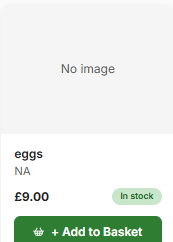 No image
eggs
NA
£9.00
In stock
+ Add to Basket